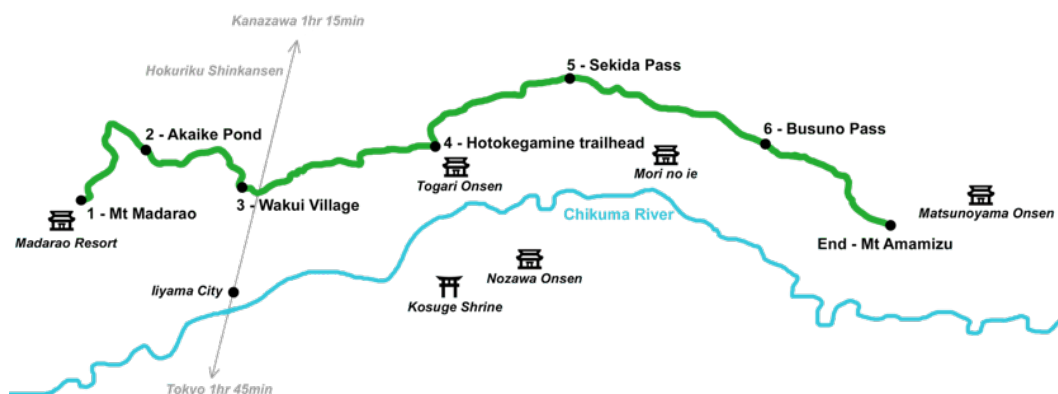 Kanazawa 1hr 15min
Hokuriku Shinkansen
5 - Sekida Pass
2 - Akaike Pond
6 - Busuno Pass
4 - Hotokegamine trailhead
Togari Onsen
Mori no ie
1 - Mt Madarao
3 - Wakui Village
Chikuma River
Matsunoyama Onsen
Madarao Resort
End - Mt Amamizu
Iiyama City
Nozawa Onsen
Kosuge Shrine
Tokyo 1hr 45min